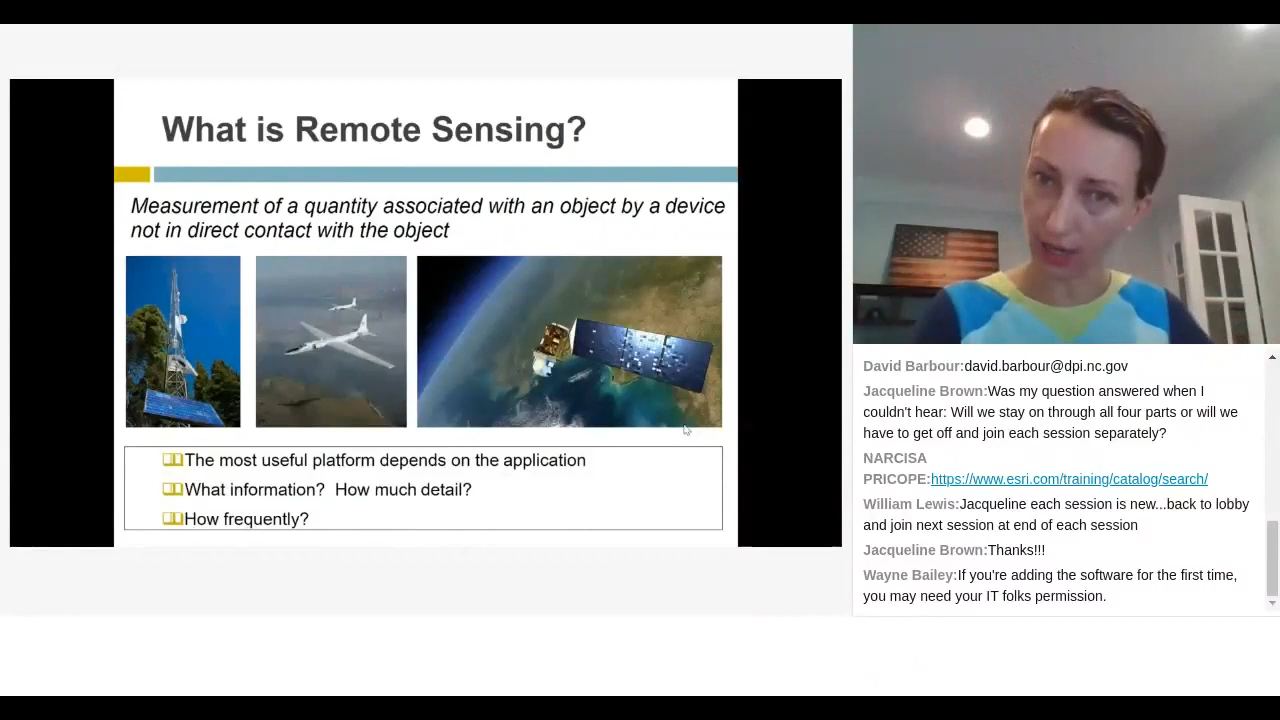 What is Remote Sensing?
Measurement of a quantity associated with an object by a device
not in direct contact with the object
The most useful platform depends on the application
What information? How much detail?
How frequently?
David Barbour:david.barbour@dpi.nc.gov
Jacqueline Brown:Was my question answered when I
couldn't hear: Will we stay on through all four parts or will we
have to get off and join each session separately?
NARCISA
PRICOPE:https://www.esri.com/training/catalog/search/
William Lewis:Jacqueline each session is new...back to lobby
and join next session at end of each session
Jacqueline Brown:Thanks!!!
Wayne Bailey:If you're adding the software for the first time,
you may need your IT folks permission.